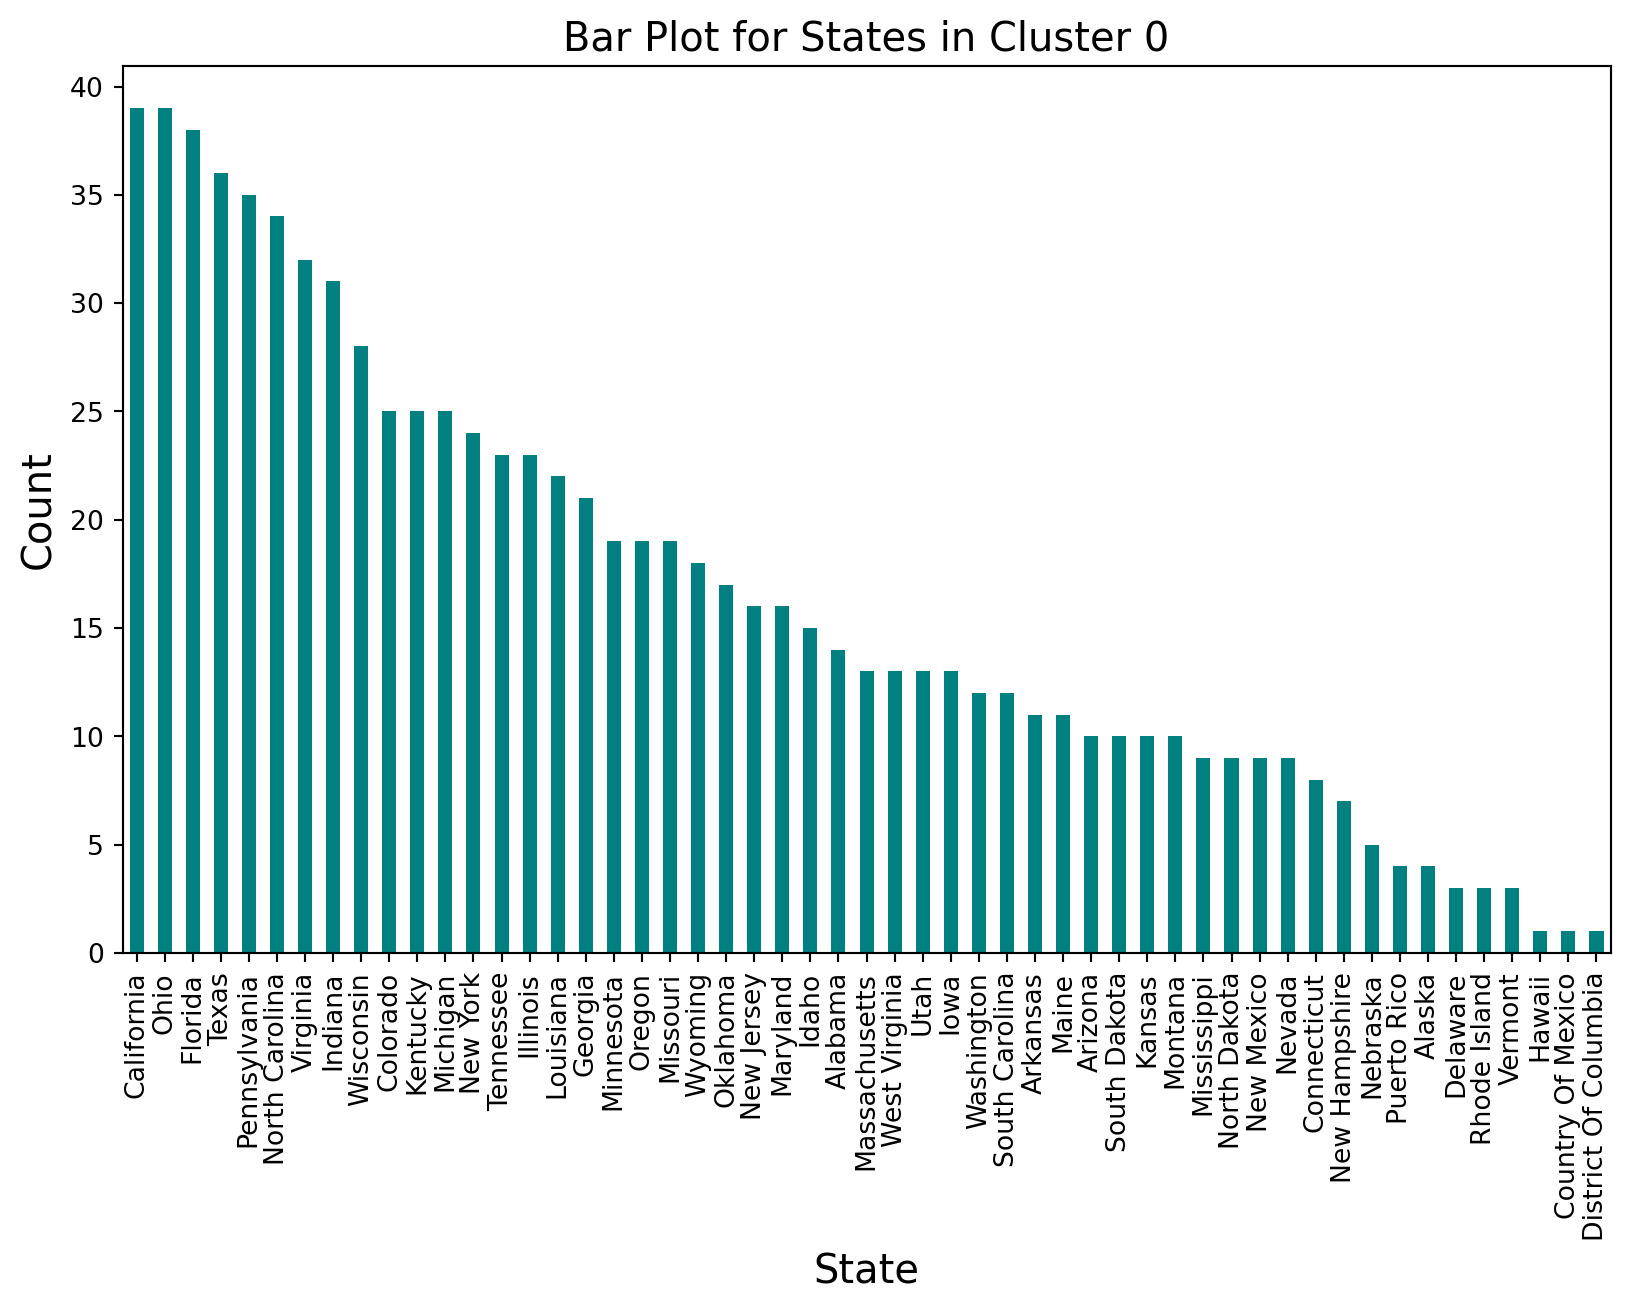 Bar Plot for States in Cluster 0
Count
40
35
30
25
20
15
10
5
0
California
Ohio
Florida
Texas
Pennsylvania
North Carolina
Virginia
Indiana
Wisconsin
Colorado
Kentucky
Michigan
New York
Tennessee
Illinois
Louisiana
Georgia
Minnesota
Oregon
Missouri
Wyoming
Oklahoma
New Jersey
Maryland
Idaho
Alabama
Massachusetts
West Virginia
Utah
Iowa
Washington
South Carolina
Arkansas
Maine
Arizona
South Dakota
Kansas
Montana
Mississippi
North Dakota
New Mexico
Nevada
Connecticut
New Hampshire
Nebraska
Puerto Rico
Alaska
Delaware
Rhode Island
Vermont
Hawaii
Country Of Mexico
District Of Columbia
State